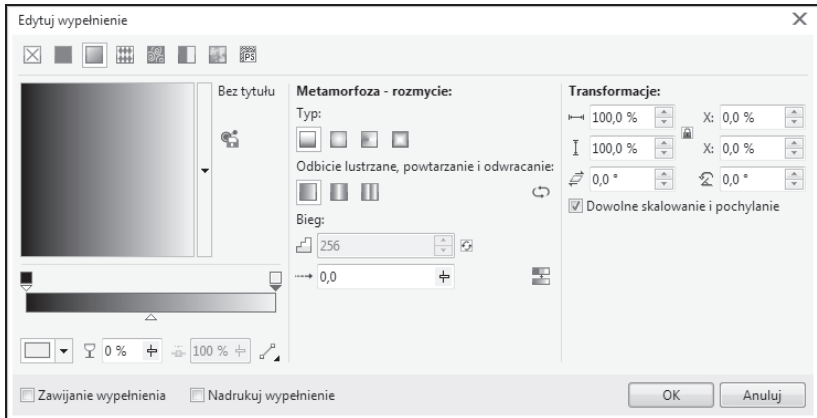 Edytuj wypełnienie
PS
Bez tytułu
Metamorfoza - rozmycie:
Typ:
Odbicie lustrzane, powtarzanie i odwracanie:
Bieg:
256
0,0
Transformacje:
100,0 % X: 0,0 %
100,0 % X: 0,0 %
0,0 ° 0,0 °
Dowolne skalowanie i pochylanie
0 % 100 %
Zawijanie wypełnienia Nadrukuj wypełnienie OK Anuluj